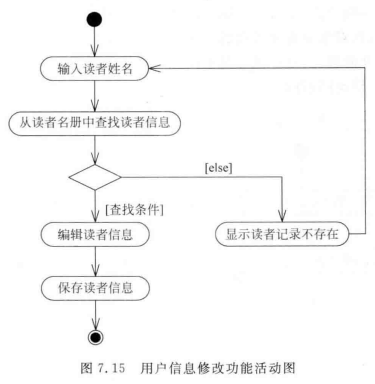 输入读者姓名
从读者名册中查找读者信息
[else]
[查找条件]
编辑读者信息
显示读者记录不存在
保存读者信息
图 7.15 用户信息修改功能活动图